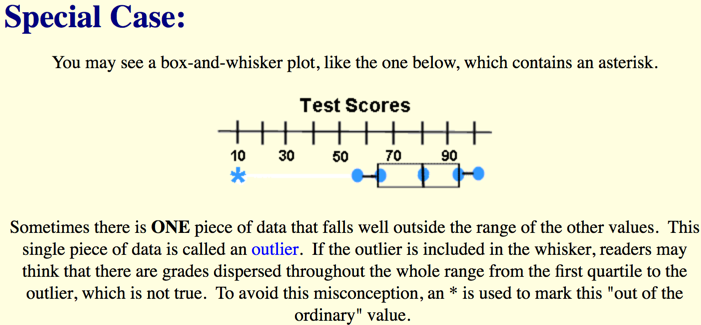 Special Case:
You may see a box-and-whisker plot, like the one below, which contains an asterisk.
Test Scores
10 30 50 70 90
*
Sometimes there is ONE piece of data that falls well outside the range of the other values. This
single piece of data is called an outlier. If the outlier is included in the whisker, readers may
think that there are grades dispersed throughout the whole range from the first quartile to the
outlier, which is not true. To avoid this misconception, an * is used to mark this "out of the
ordinary" value.